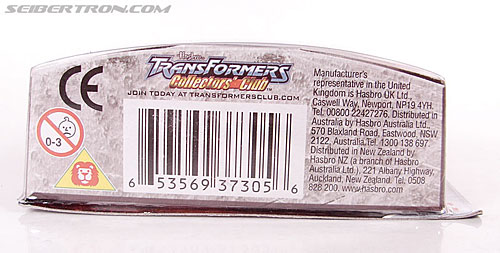 SEIBERTRON.COM
Hasbro
TRANSFORMERS
Collectors' Club
JOIN TODAY AT TRANSFORMERSCLUB.COM
CE
0-3
6 53569 37305 6
Manufacturer's
representative in the United
Kingdom is Hasbro UK Ltd.,
Caswell Way, Newport, NP19 4YH.
Tel. 00800 22427276. Distributed in
Australia by Hasbro Australia Ltd.,
570 Blaxland Road, Eastwood, NSW
2122, Australia.Tel. 1300 138 697.
Distributed in New Zealand by
Hasbro NZ (a branch of Hasbro
Australia Ltd.), 221 Albany Highway,
Auckland, New Zealand. Tel. 0508
828 200. www.hasbro.com